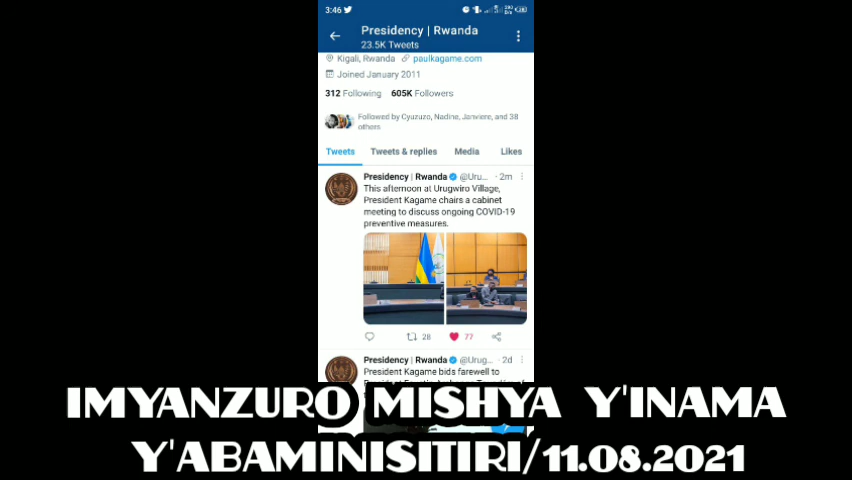 3:46
Presidency | Rwanda
23.5K Tweets
Kigali, Rwanda paulkagame.com
Joined January 2011
312 Following 605K Followers
Followed by Cyuzuzo, Nadine, Janviere, and 38
others
Tweets Tweets & replies Media Likes
Presidency | Rwanda @Uru... · 2m
This afternoon at Urugwiro Village,
President Kagame chairs a cabinet
meeting to discuss ongoing COVID-19
preventive measures.
28 77
Presidency | Rwanda @Urug... · 2d
President Kagame bids farewell to
IMYANZURO MISHYA Y'INAMA
Y'ABAMINISITIRI/11.08.2021